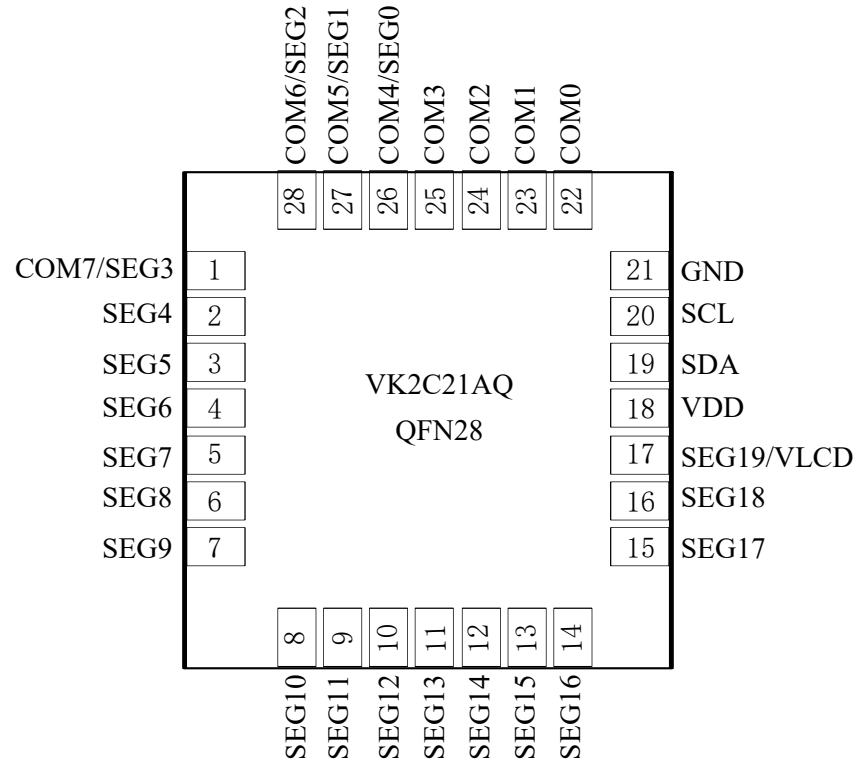 COM6/SEG2
COM5/SEG1
COM4/SEG0
COM3
COM2
COM1
COM0
28
27
26
25
24
23
22
COM7/SEG3 1
SEG4 2
SEG5 3
SEG6 4
SEG7 5
SEG8 6
SEG9 7
VK2C21AQ
QFN28
21 GND
20 SCL
19 SDA
18 VDD
17 SEG19/VLCD
16 SEG18
15 SEG17
8
9
10
11
12
13
14
SEG10
SEG11
SEG12
SEG13
SEG14
SEG15
SEG16